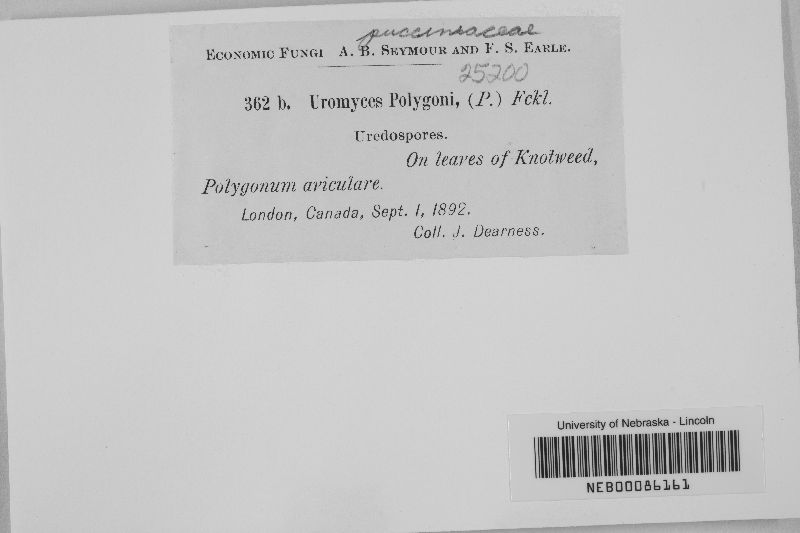 pucciniaceae
Economic Fungi A. B. Seymour and F. S. Earle.
25200
362 b. Uromyces Polygoni, (P.) Fckl.
Uredospores.
On leaves of Knotweed,
Polygonum aviculare.
London, Canada, Sept. 1, 1892.
Coll. J. Dearness.
University of Nebraska - Lincoln
NEB00086161